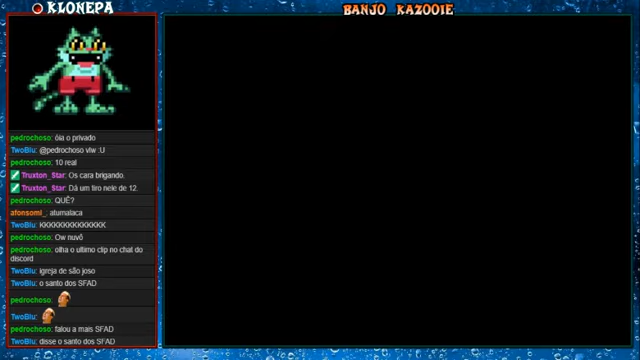 KLONEPA
BANJO KAZOOIE
pedrochoso: óia o privado
TwoBlu: @pedrochoso vlw :U
pedrochoso: 10 real
Truxton_Star: Os cara brigando.
Truxton_Star: Dá um tiro nele de 12.
pedrochoso: QUÊ?
afonsomi_: atumalaca
TwoBlu: KKKKKKKKKKKKK
pedrochoso: Ow nuvô
pedrochoso: olha o ultimo clip no chat do
discord
TwoBlu: igreja de são joso
TwoBlu: o santo dos SFAD
pedrochoso:
TwoBlu:
pedrochoso: falou a mais SFAD
TwoBlu: disse o santo dos SFAD